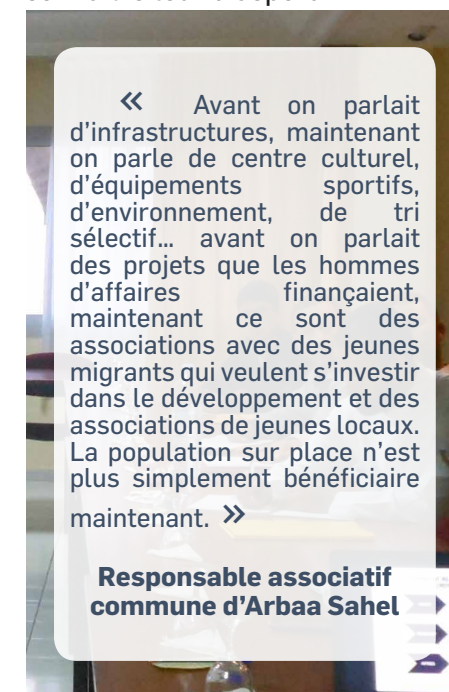 « Avant on parlait
d'infrastructures, maintenant
on parle de centre culturel,
d'équipements sportifs,
d'environnement, de tri
sélectif... avant on parlait
des projets que les hommes
d'affaires finançaient,
maintenant ce sont des
associations avec des jeunes
migrants qui veulent s'investir
dans le développement et des
associations de jeunes locaux.
La population sur place n'est
plus simplement bénéficiaire
maintenant. »
Responsable associatif
commune d'Arbaa Sahel